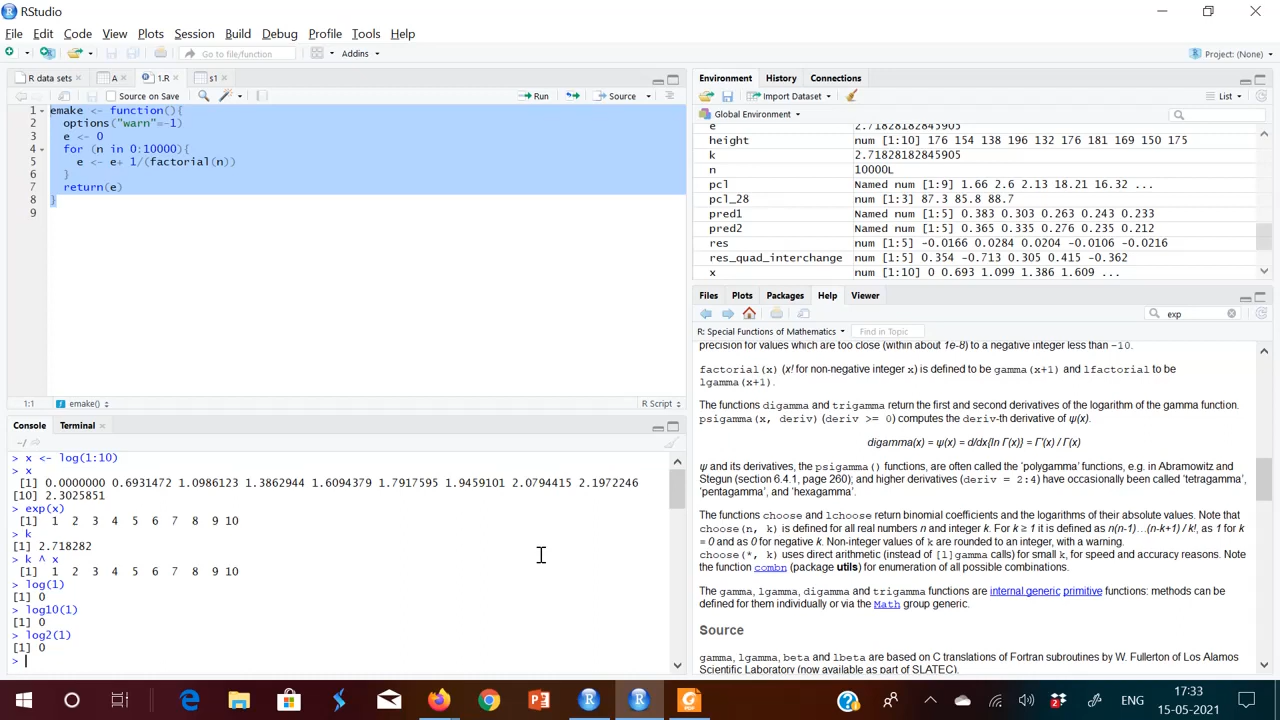 RStudio
File Edit Code View Plots Session Build Debug Profile Tools Help
Go to file/function Addins Project: (None)
R data sets A 1.R s1
Source on Save Run Source
1 emake <- function(){
2 options("warn"=-1)
3 e <- 0
4 for (n in 0:10000){
5 e <- e+ 1/(factorial(n))
6 }
7 return(e)
8 }
9
1:1 emake() R Script
Console Terminal
~/
> x <- log(1:10)
> x
[1] 0.0000000 0.6931472 1.0986123 1.3862944 1.6094379 1.7917595 1.9459101 2.0794415 2.1972246
[10] 2.3025851
> exp(x)
[1] 1 2 3 4 5 6 7 8 9 10
> k
[1] 2.718282
> k ^ x
[1] 1 2 3 4 5 6 7 8 9 10
> log(1)
[1] 0
> log10(1)
[1] 0
> log2(1)
[1] 0
>
Environment History Connections
Import Dataset List
Global Environment
e 2.71828182845905
height num [1:10] 176 154 138 196 132 176 181 169 150 175
k 2.71828182845905
n 10000L
pcl Named num [1:9] 1.66 2.6 2.13 18.21 16.32 ...
pcl_28 num [1:3] 87.3 85.8 88.7
pred1 Named num [1:5] 0.383 0.303 0.263 0.243 0.233
pred2 Named num [1:5] 0.365 0.335 0.276 0.235 0.212
res num [1:5] -0.0166 0.0284 0.0204 -0.0106 -0.0216
res_quad_interchange num [1:5] 0.354 -0.713 0.305 0.415 -0.362
x num [1:10] 0 0.693 1.099 1.386 1.609 ...
Files Plots Packages Help Viewer
exp
R: Special Functions of Mathematics Find in Topic
precision for values which are too close (within about 1e-8) to a negative integer less than -10.
factorial(x) (x! for non-negative integer x) is defined to be gamma(x+1) and lfactorial to be
lgamma(x+1).
The functions digamma and trigamma return the first and second derivatives of the logarithm of the gamma function.
psigamma(x, deriv) (deriv >= 0) computes the deriv-th derivative of ψ(x).
digamma(x) = ψ(x) = d/dx{ln Γ(x)} = Γ'(x) / Γ(x)
ψ and its derivatives, the psigamma() functions, are often called the 'polygamma' functions, e.g. in Abramowitz and
Stegun (section 6.4.1, page 260); and higher derivatives (deriv = 2:4) have occasionally been called 'tetragamma',
'pentagamma', and 'hexagamma'.
The functions choose and lchoose return binomial coefficients and the logarithms of their absolute values. Note that
choose(n, k) is defined for all real numbers n and integer k. For k ≥ 1 it is defined as n(n-1)…(n-k+1) / k!, as 1 for k
= 0 and as 0 for negative k. Non-integer values of k are rounded to an integer, with a warning.
choose(*, k) uses direct arithmetic (instead of [l]gamma calls) for small k, for speed and accuracy reasons. Note
the function combn (package utils) for enumeration of all possible combinations.
The gamma, lgamma, digamma and trigamma functions are internal generic primitive functions: methods can be
defined for them individually or via the Math group generic.
Source
gamma, lgamma, beta and lbeta are based on C translations of Fortran subroutines by W. Fullerton of Los Alamos
Scientific Laboratory (now available as part of SLATEC).
ENG 17:33
15-05-2021